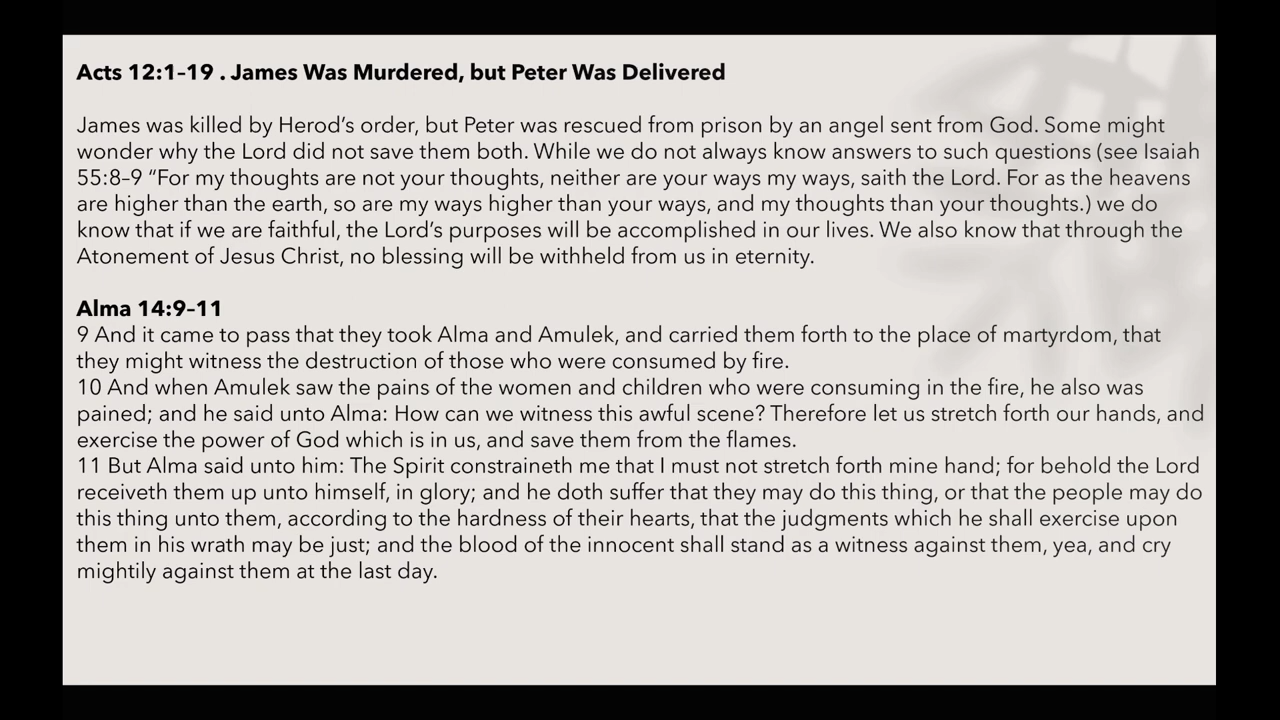 Acts 12:1–19 . James Was Murdered, but Peter Was Delivered
James was killed by Herod’s order, but Peter was rescued from prison by an angel sent from God. Some might
wonder why the Lord did not save them both. While we do not always know answers to such questions (see Isaiah
55:8–9 “For my thoughts are not your thoughts, neither are your ways my ways, saith the Lord. For as the heavens
are higher than the earth, so are my ways higher than your ways, and my thoughts than your thoughts.) we do
know that if we are faithful, the Lord’s purposes will be accomplished in our lives. We also know that through the
Atonement of Jesus Christ, no blessing will be withheld from us in eternity.
Alma 14:9–11
9 And it came to pass that they took Alma and Amulek, and carried them forth to the place of martyrdom, that
they might witness the destruction of those who were consumed by fire.
10 And when Amulek saw the pains of the women and children who were consuming in the fire, he also was
pained; and he said unto Alma: How can we witness this awful scene? Therefore let us stretch forth our hands, and
exercise the power of God which is in us, and save them from the flames.
11 But Alma said unto him: The Spirit constraineth me that I must not stretch forth mine hand; for behold the Lord
receiveth them up unto himself, in glory; and he doth suffer that they may do this thing, or that the people may do
this thing unto them, according to the hardness of their hearts, that the judgments which he shall exercise upon
them in his wrath may be just; and the blood of the innocent shall stand as a witness against them, yea, and cry
mightily against them at the last day.